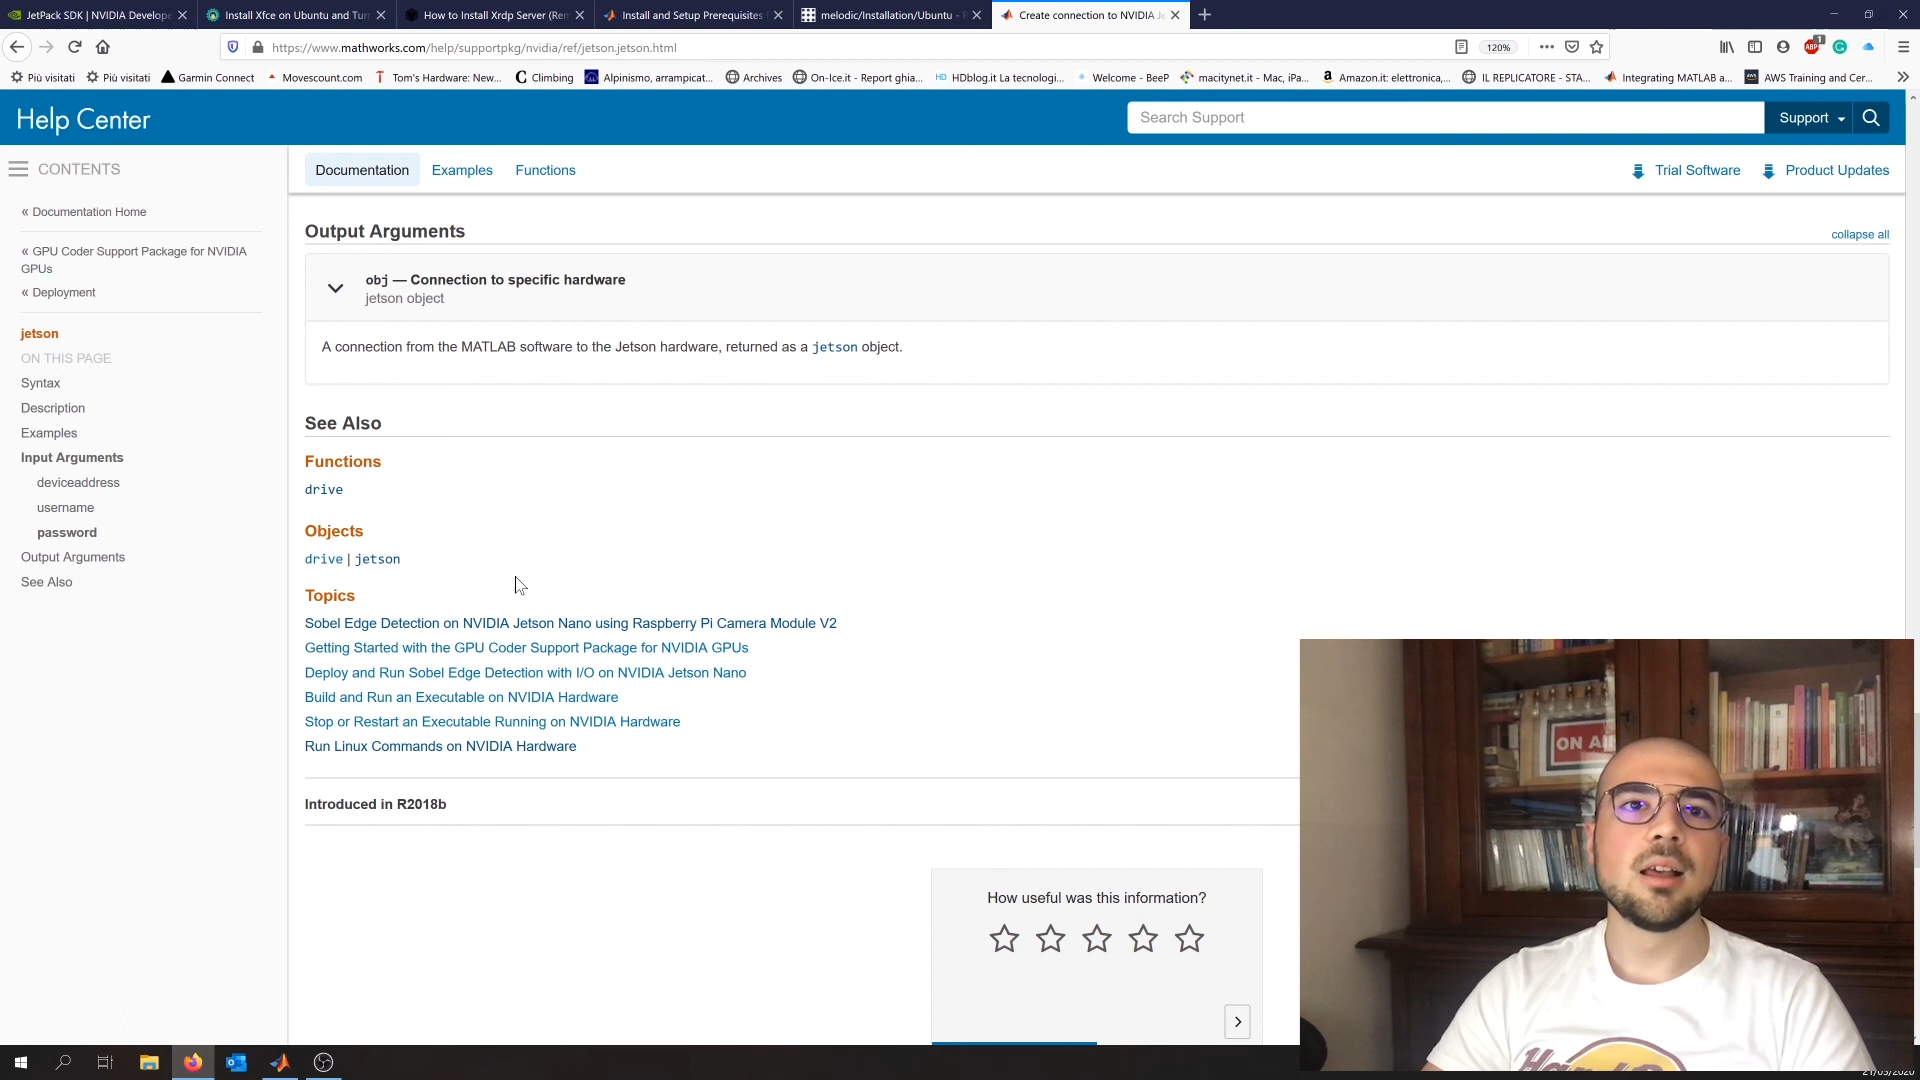 JetPack SDK | NVIDIA Develope
Install Xfce on Ubuntu and Tur
How to Install Xrdp Server (Rem
Install and Setup Prerequisites
melodic/Installation/Ubuntu -
Create connection to NVIDIA Je
https://www.mathworks.com/help/supportpkg/nvidia/ref/jetson.jetson.html
120%
ABP
1
Più visitati
Più visitati
Garmin Connect
Movescount.com
Tom's Hardware: New...
Climbing
Alpinismo, arrampicat...
Archives
On-Ice.it - Report ghia...
HDblog.it La tecnologi...
Welcome - BeeP
macitynet.it - Mac, iPa...
Amazon.it: elettronica,...
IL REPLICATORE - STA...
Integrating MATLAB a...
AWS Training and Cer...
Help Center
Search Support
Support
CONTENTS
Documentation
Examples
Functions
Trial Software
Product Updates
« Documentation Home
« GPU Coder Support Package for NVIDIA
GPUs
« Deployment
jetson
ON THIS PAGE
Syntax
Description
Examples
Input Arguments
deviceaddress
username
password
Output Arguments
See Also
Output Arguments
collapse all
obj — Connection to specific hardware
jetson object
A connection from the MATLAB software to the Jetson hardware, returned as a jetson object.
See Also
Functions
drive
Objects
drive | jetson
Topics
Sobel Edge Detection on NVIDIA Jetson Nano using Raspberry Pi Camera Module V2
Getting Started with the GPU Coder Support Package for NVIDIA GPUs
Deploy and Run Sobel Edge Detection with I/O on NVIDIA Jetson Nano
Build and Run an Executable on NVIDIA Hardware
Stop or Restart an Executable Running on NVIDIA Hardware
Run Linux Commands on NVIDIA Hardware
Introduced in R2018b
How useful was this information?
ON AI